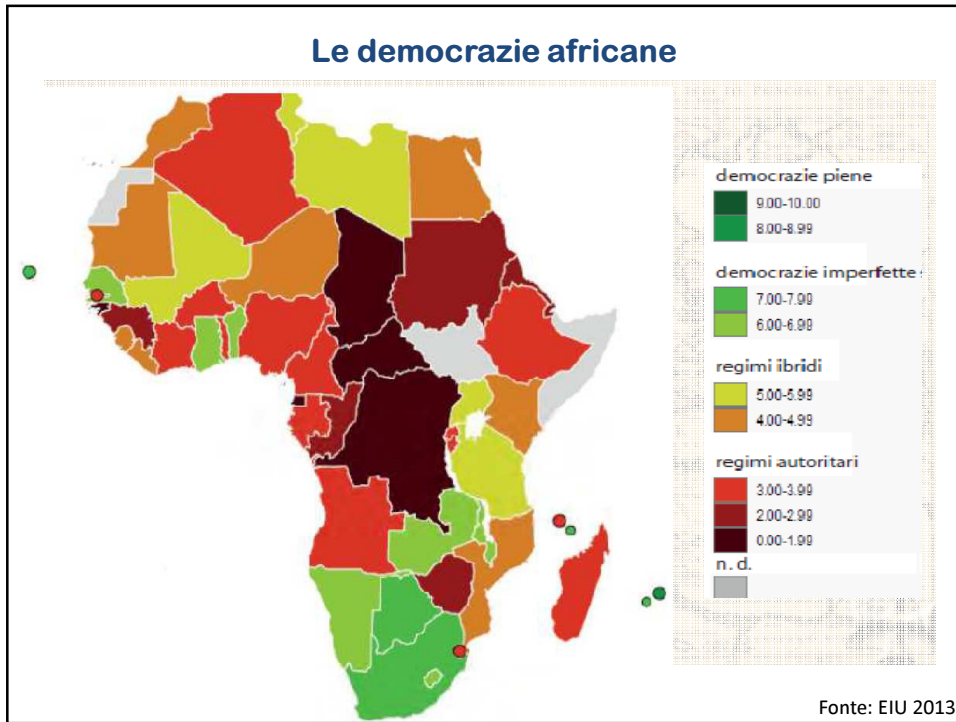 Le democrazie africane
democrazie piene
9.00-10.00
8.00-8.99
democrazie imperfette
7.00-7.99
6.00-6.99
regimi ibridi
5.00-5.99
4.00-4.99
regimi autoritari
3.00-3.99
2.00-2.99
0.00-1.99
n. d.
Fonte: EIU 2013